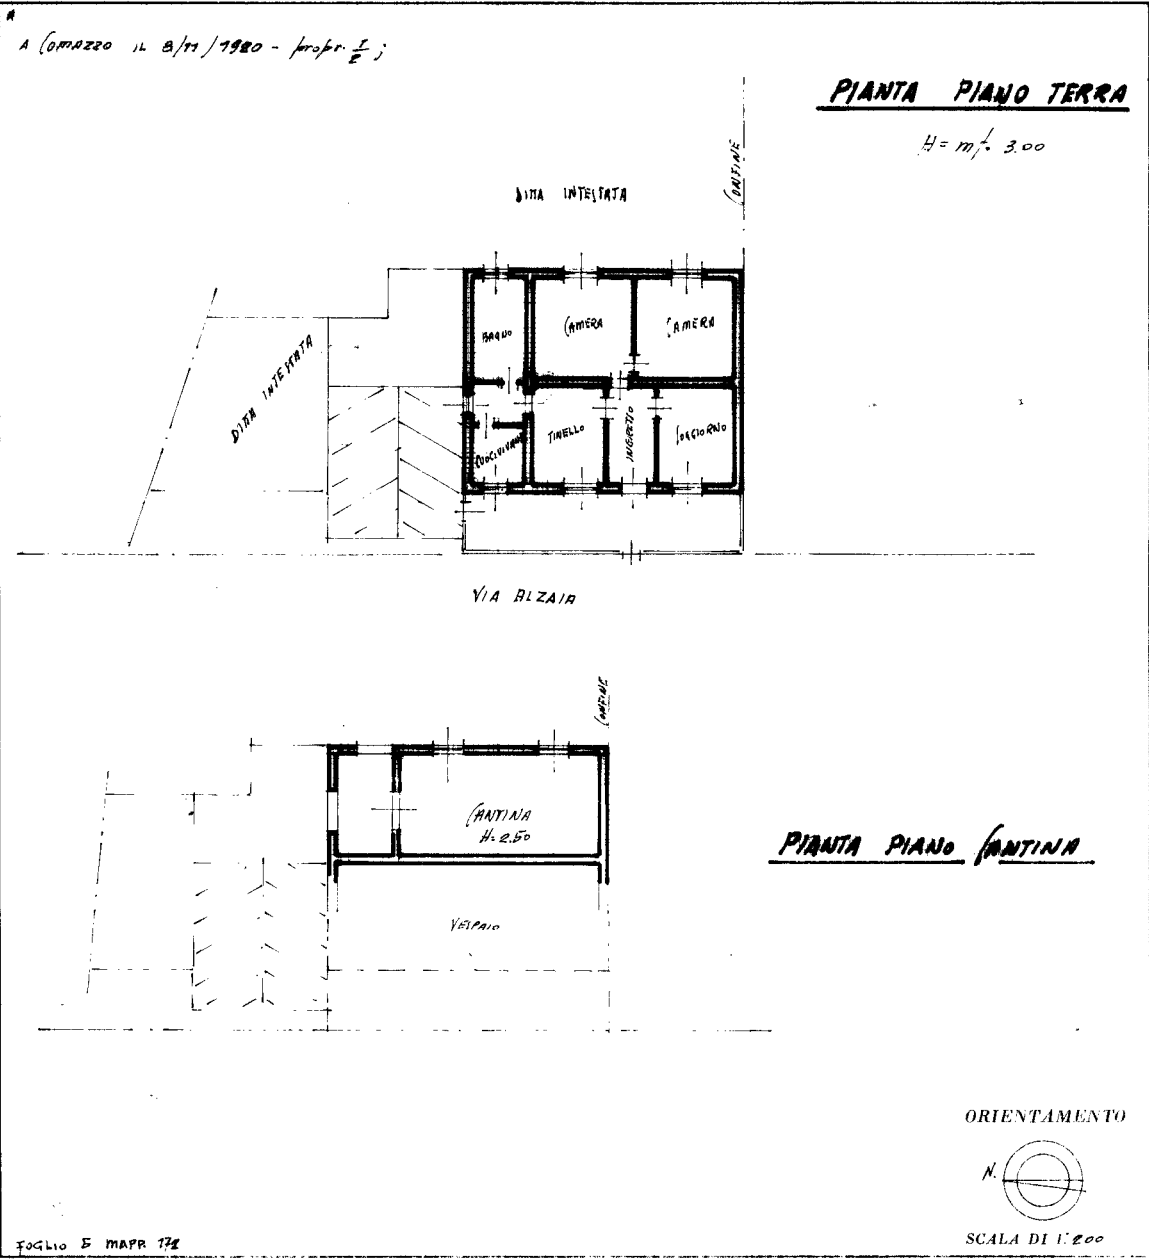 A COMAZZO IL 8/11/1980 - propr. 1/2 ;
PIANTA PIANO TERRA
H= mt. 3.00
CONFINE
DITTA INTESTATA
BAGNO
CAMERA
CAMERA
DITTA INTESTATA
CUOCIVIVANDE
TINELLO
INGRESSO
SOGGIORNO
VIA ALZAIA
CONFINE
CANTINA
H=2.50
PIANTA PIANO CANTINA
VESPAIO
ORIENTAMENTO
N.
SCALA DI 1:200
FOGLIO 5 MAPP. 172